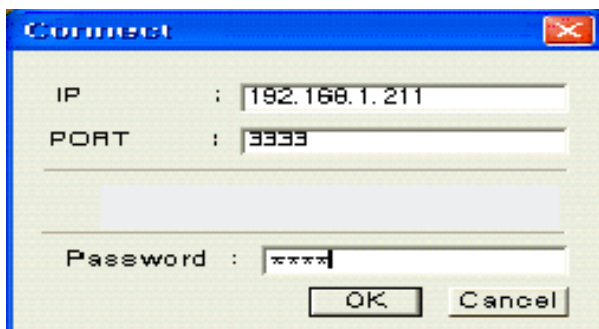 Connect
IP : 192.168.1.211
PORT : 3333
Password : ****
OK Cancel